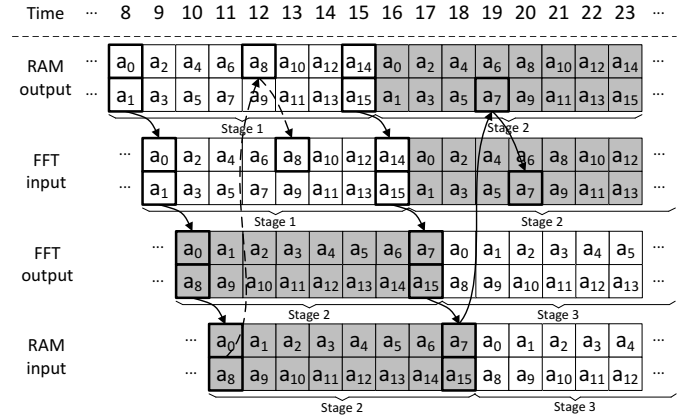 Time ··· 8 9 10 11 12 13 14 15 16 17 18 19 20 21 22 23 ···
RAM output
··· a0 a2 a4 a6 a8 a10 a12 a14 a0 a2 a4 a6 a8 a10 a12 a14 ···
··· a1 a3 a5 a7 a9 a11 a13 a15 a1 a3 a5 a7 a9 a11 a13 a15 ···
Stage 1 Stage 2
FFT input
··· a0 a2 a4 a6 a8 a10 a12 a14 a0 a2 a4 a6 a8 a10 a12 ···
··· a1 a3 a5 a7 a9 a11 a13 a15 a1 a3 a5 a7 a9 a11 a13 ···
Stage 1 Stage 2
FFT output
··· a0 a1 a2 a3 a4 a5 a6 a7 a0 a1 a2 a3 a4 a5 ···
··· a8 a9 a10 a11 a12 a13 a14 a15 a8 a9 a10 a11 a12 a13 ···
Stage 2 Stage 3
RAM input
··· a0 a1 a2 a3 a4 a5 a6 a7 a0 a1 a2 a3 a4 ···
··· a8 a9 a10 a11 a12 a13 a14 a15 a8 a9 a10 a11 a12 ···
Stage 2 Stage 3